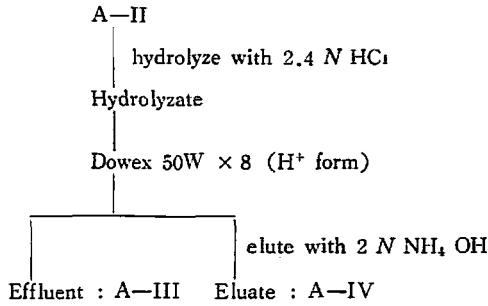 A—II
hydrolyze with 2.4 N HCl
Hydrolyzate
Dowex 50W × 8 (H⁺ form)
elute with 2 N NH₄ OH
Effluent : A—III Eluate : A—IV